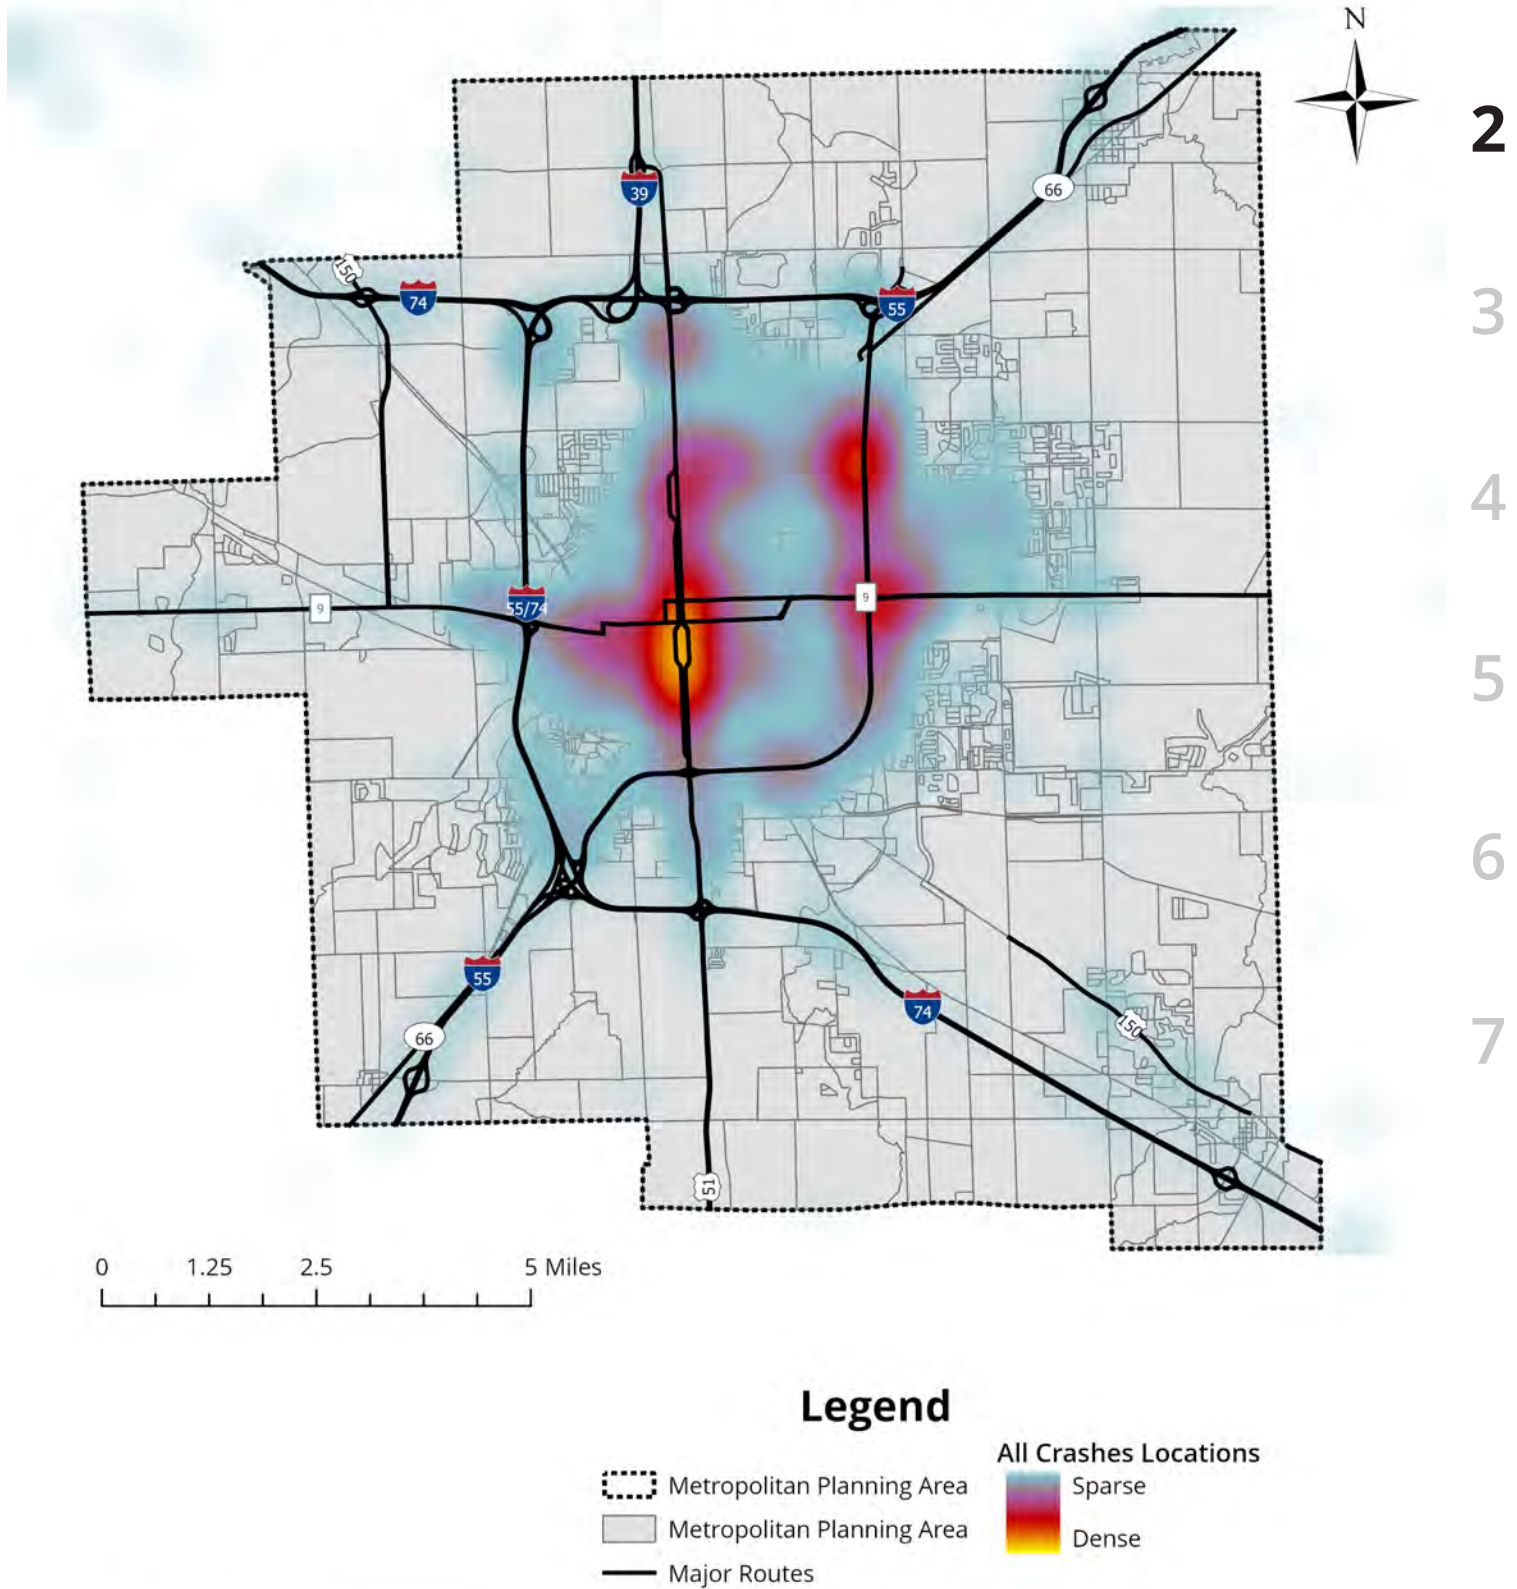 N
2
39
66
150
74
55
3
4
55/74
9
9
5
6
55
74
150
66
7
51
0 1.25 2.5 5 Miles
Legend
All Crashes Locations
Metropolitan Planning Area
Sparse
Metropolitan Planning Area
Dense
Major Routes